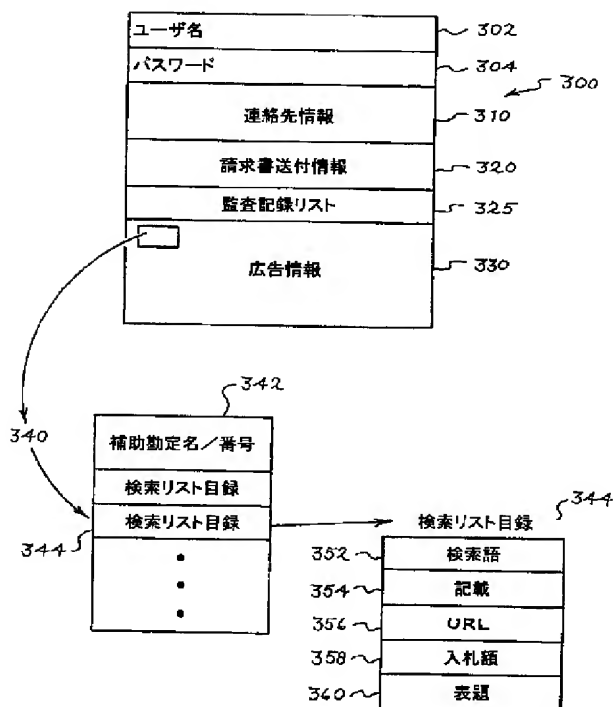 ユーザ名
302
パスワード
304
300
連絡先情報
310
請求書送付情報
320
監査記録リスト
325
広告情報
330
342
340
補助勘定名／番号
検索リスト目録
検索リスト目録
344
•
•
•
検索リスト目録
344
352
検索語
354
記載
356
URL
358
入札額
360
表題